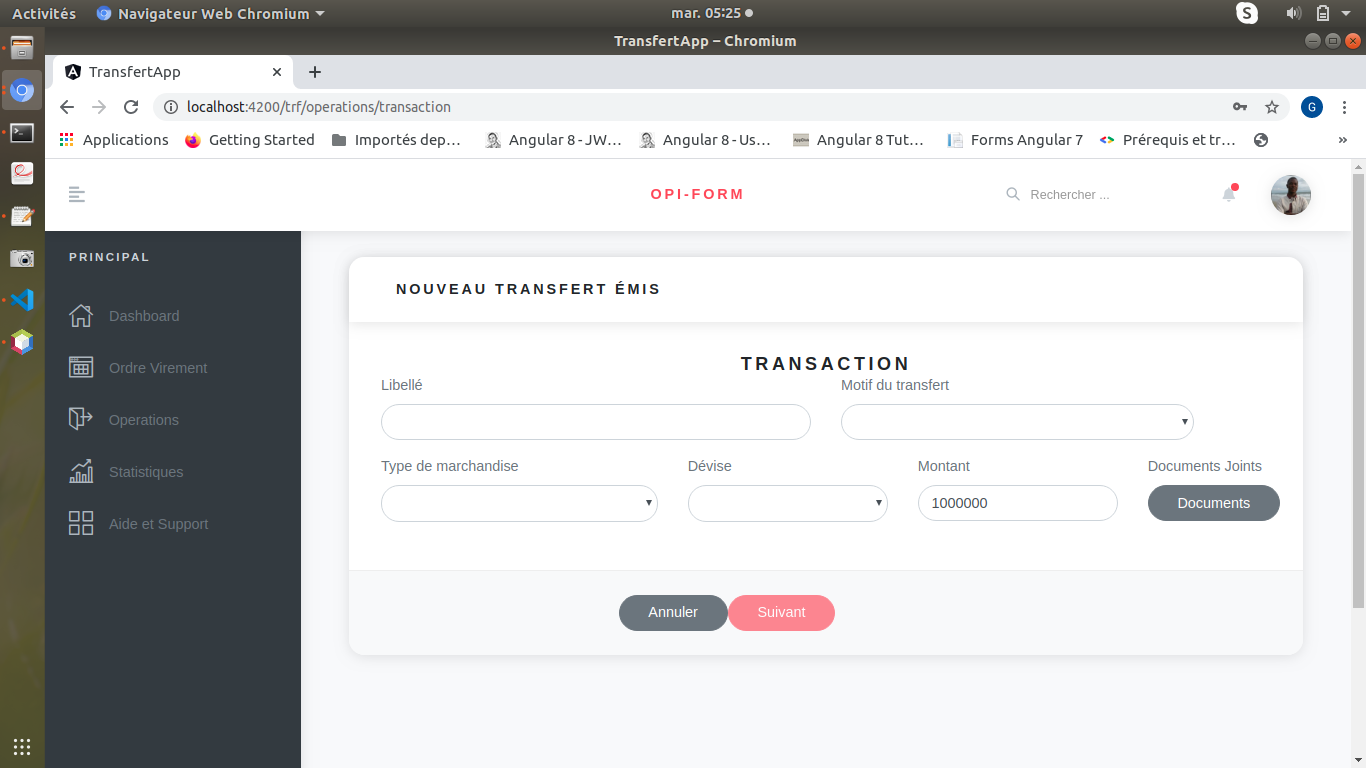 Activités Navigateur Web Chromium mar. 05:25 S
TransfertApp – Chromium
TransfertApp
localhost:4200/trf/operations/transaction G
Applications Getting Started Importés dep… Angular 8 - JW… Angular 8 - Us… Angular 8 Tut… Forms Angular 7 Prérequis et tr… »
OPI-FORM Rechercher ...
PRINCIPAL
Dashboard
Ordre Virement
Operations
Statistiques
Aide et Support
NOUVEAU TRANSFERT ÉMIS
TRANSACTION
Libellé Motif du transfert
Type de marchandise Dévise Montant Documents Joints
1000000 Documents
Annuler Suivant